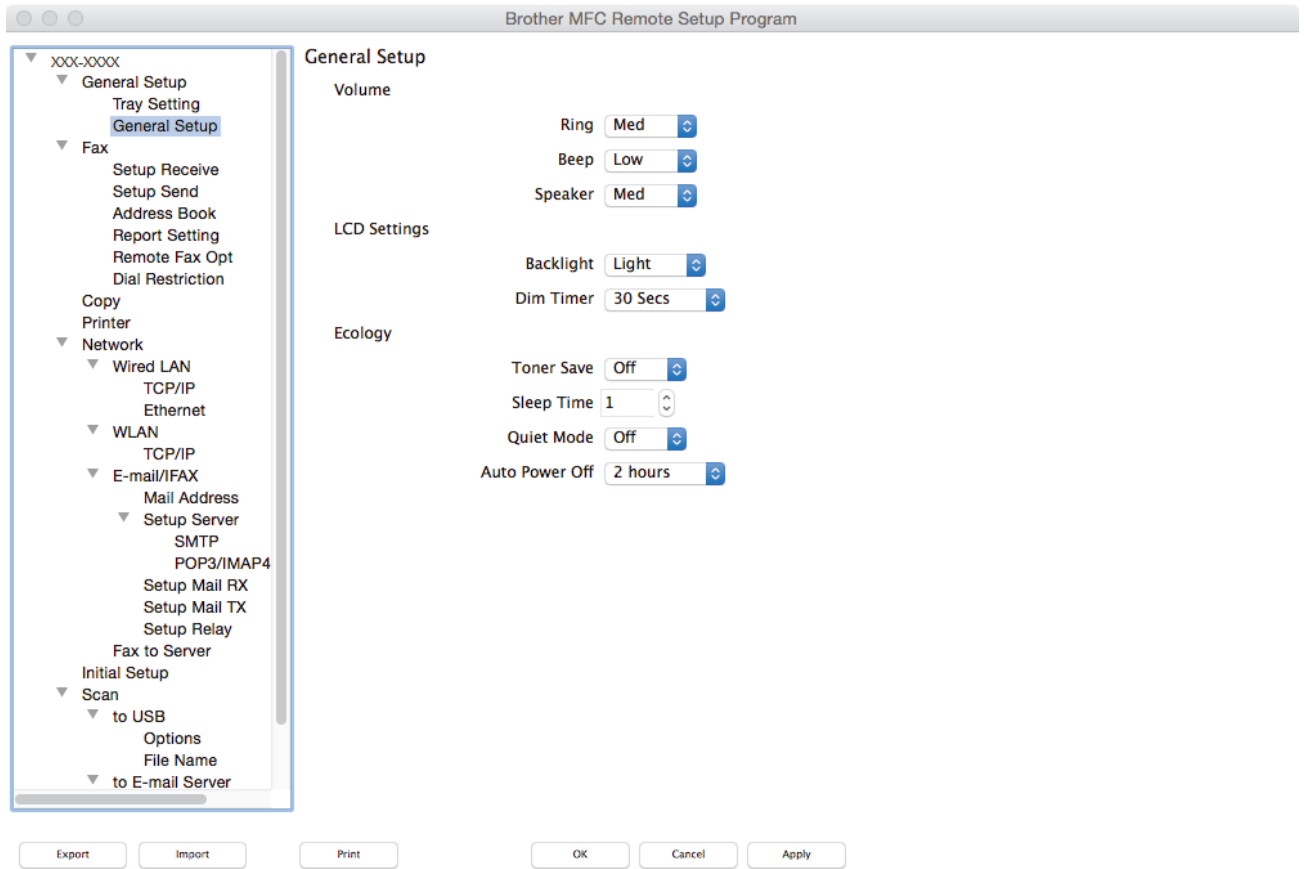 Brother MFC Remote Setup Program
XXX-XXXX
General Setup
Tray Setting
General Setup
Fax
Setup Receive
Setup Send
Address Book
Report Setting
Remote Fax Opt
Dial Restriction
Copy
Printer
Network
Wired LAN
TCP/IP
Ethernet
WLAN
TCP/IP
E-mail/IFAX
Mail Address
Setup Server
SMTP
POP3/IMAP4
Setup Mail RX
Setup Mail TX
Setup Relay
Fax to Server
Initial Setup
Scan
to USB
Options
File Name
to E-mail Server
General Setup
Volume
Ring Med
Beep Low
Speaker Med
LCD Settings
Backlight Light
Dim Timer 30 Secs
Ecology
Toner Save Off
Sleep Time 1
Quiet Mode Off
Auto Power Off 2 hours
Export Import Print OK Cancel Apply